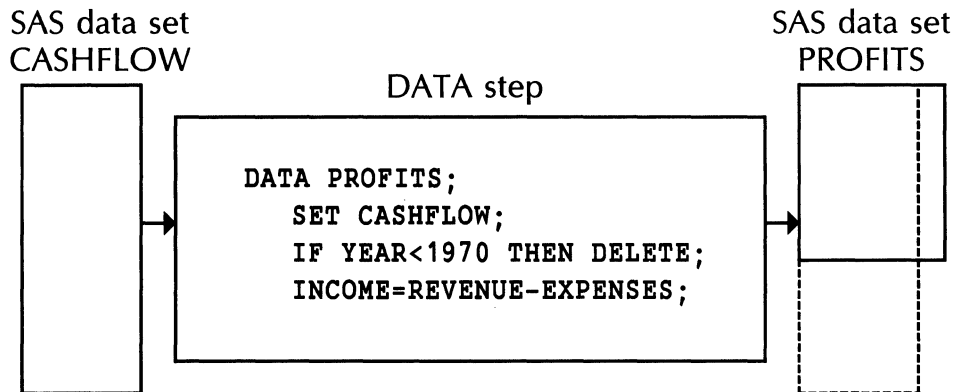 SAS data set
CASHFLOW
DATA step
DATA PROFITS;
SET CASHFLOW;
IF YEAR<1970 THEN DELETE;
INCOME=REVENUE-EXPENSES;
SAS data set
PROFITS